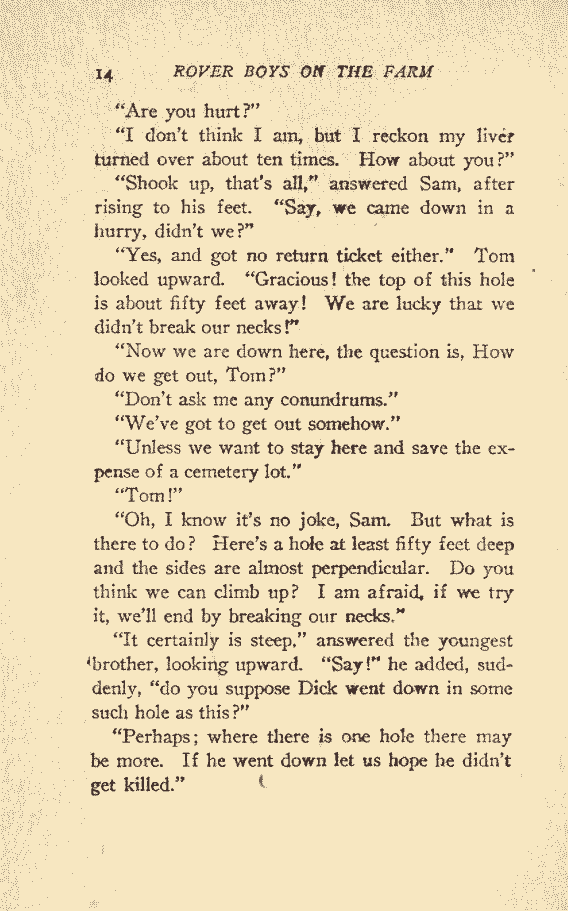 14 ROVER BOYS ON THE FARM
“Are you hurt?”
“I don't think I am, but I reckon my liver
turned over about ten times. How about you?”
“Shook up, that's all,” answered Sam, after
rising to his feet. “Say, we came down in a
hurry, didn't we?”
“Yes, and got no return ticket either.” Tom
looked upward. “Gracious! the top of this hole
is about fifty feet away! We are lucky that we
didn't break our necks!”
“Now we are down here, the question is, How
do we get out, Tom?”
“Don't ask me any conundrums.”
“We've got to get out somehow.”
“Unless we want to stay here and save the ex-
pense of a cemetery lot.”
“Tom!”
“Oh, I know it's no joke, Sam. But what is
there to do? Here's a hole at least fifty feet deep
and the sides are almost perpendicular. Do you
think we can climb up? I am afraid, if we try
it, we'll end by breaking our necks.”
“It certainly is steep,” answered the youngest
brother, looking upward. “Say!” he added, sud-
denly, “do you suppose Dick went down in some
such hole as this?”
“Perhaps; where there is one hole there may
be more. If he went down let us hope he didn't
get killed.”